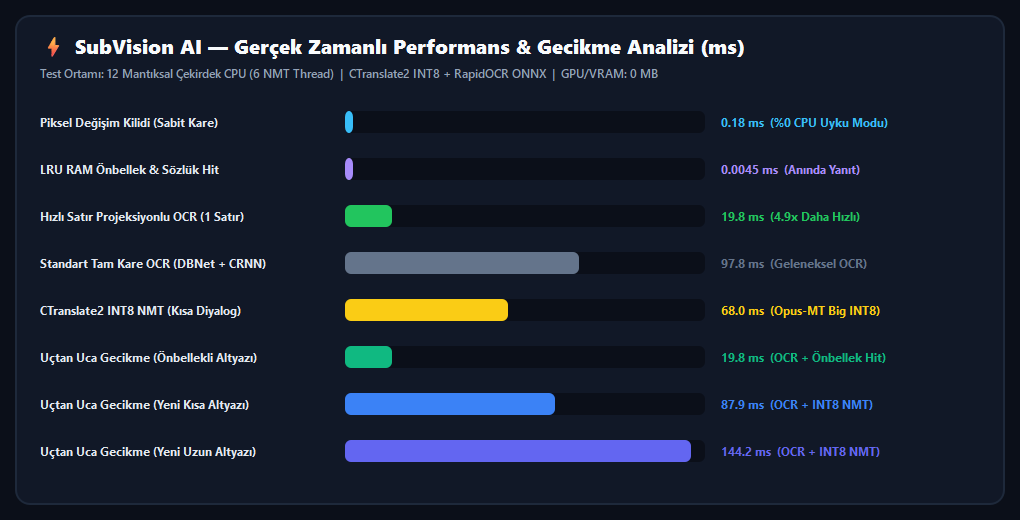 ⚡ SubVision AI — Gerçek Zamanlı Performans & Gecikme Analizi (ms)
Test Ortamı: 12 Mantıksal Çekirdek CPU (6 NMT Thread) | CTranslate2 INT8 + RapidOCR ONNX | GPU/VRAM: 0 MB
Piksel Değişim Kilidi (Sabit Kare) 0.18 ms (%0 CPU Uyku Modu)
LRU RAM Önbellek & Sözlük Hit 0.0045 ms (Anında Yanıt)
Hızlı Satır Projeksiyonlu OCR (1 Satır) 19.8 ms (4.9x Daha Hızlı)
Standart Tam Kare OCR (DBNet + CRNN) 97.8 ms (Geleneksel OCR)
CTranslate2 INT8 NMT (Kısa Diyalog) 68.0 ms (Opus-MT Big INT8)
Uçtan Uca Gecikme (Önbellekli Altyazı) 19.8 ms (OCR + Önbellek Hit)
Uçtan Uca Gecikme (Yeni Kısa Altyazı) 87.9 ms (OCR + INT8 NMT)
Uçtan Uca Gecikme (Yeni Uzun Altyazı) 144.2 ms (OCR + INT8 NMT)